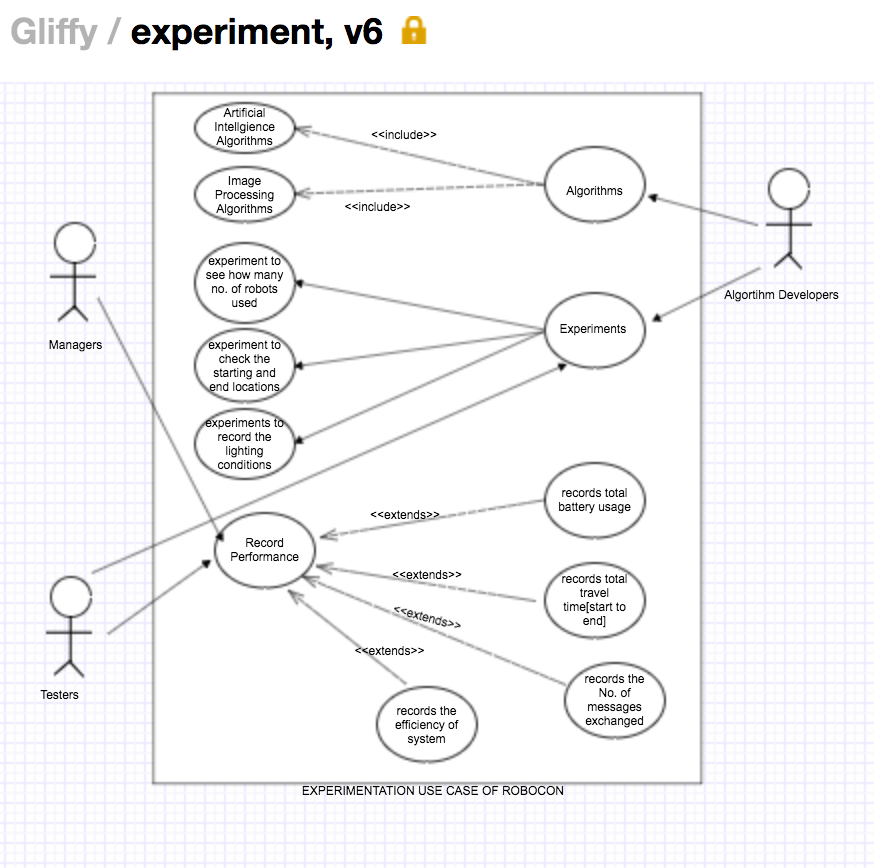 Gliffy / experiment, v6
Artificial
Intellgience
Algorithms
<<include>>
Image
Processing
Algorithms
<<include>>
Algorithms
Algortihm Developers
Managers
experiment to
see how many
no. of robots
used
Experiments
experiment to
check the
starting and
end locations
experiments to
record the
lighting
conditions
records total
battery usage
<<extends>>
Record
Performance
<<extends>>
records total
travel
time[start to
end]
<<extends>>
<<extends>>
Testers
records the
No. of
messages
exchanged
records the
efficiency of
system
EXPERIMENTATION USE CASE OF ROBOCON